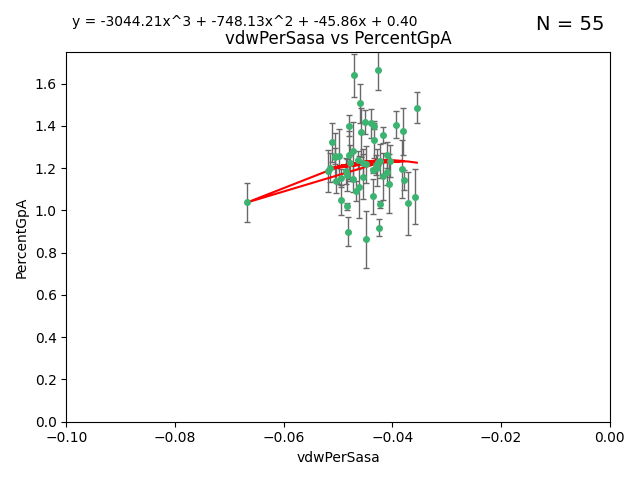 y = -3044.21x^3 + -748.13x^2 + -45.86x + 0.40
N = 55
vdwPerSasa vs PercentGpA
1.6
1.4
1.2
1.0
0.8
0.6
0.4
0.2
0.0
PercentGpA
−0.10 −0.08 −0.06 −0.04 −0.02 0.00
vdwPerSasa